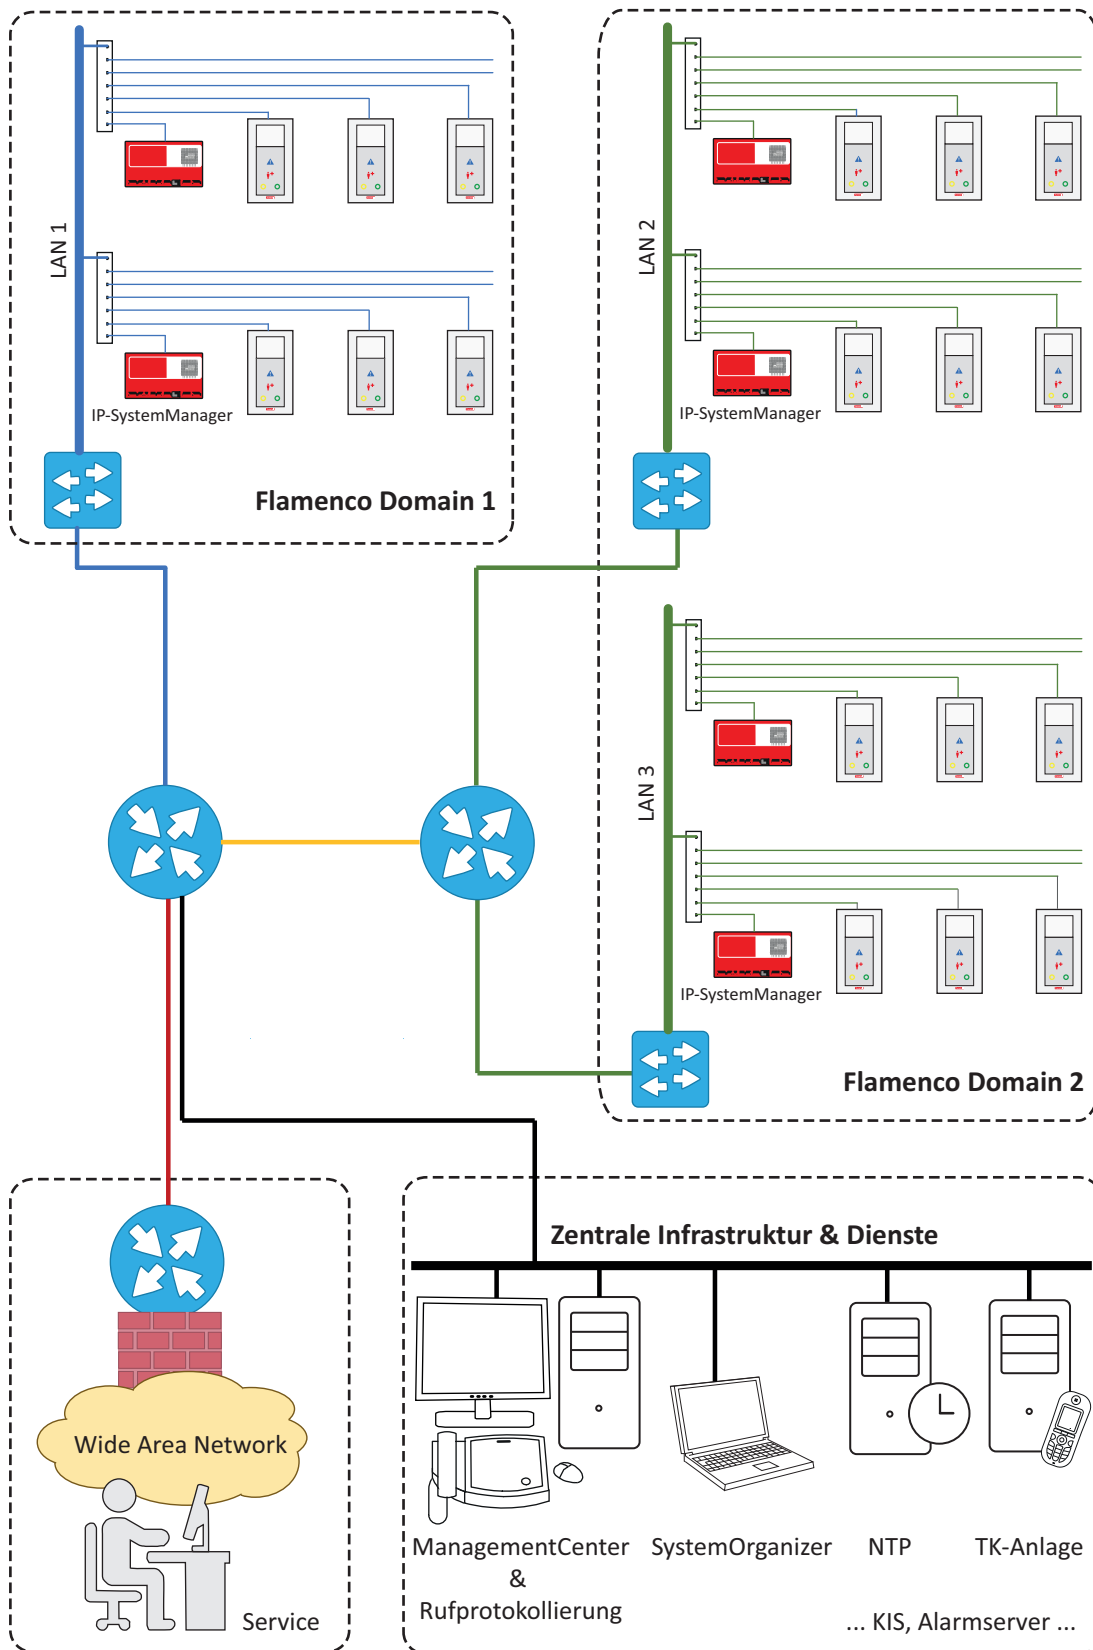 LAN 1
IP-SystemManager
Flamenco Domain 1
LAN 2
IP-SystemManager
LAN 3
IP-SystemManager
Flamenco Domain 2
Zentrale Infrastruktur & Dienste
Wide Area Network
Service
ManagementCenter
&
Rufprotokollierung
SystemOrganizer
NTP
TK-Anlage
... KIS, Alarmserver ...